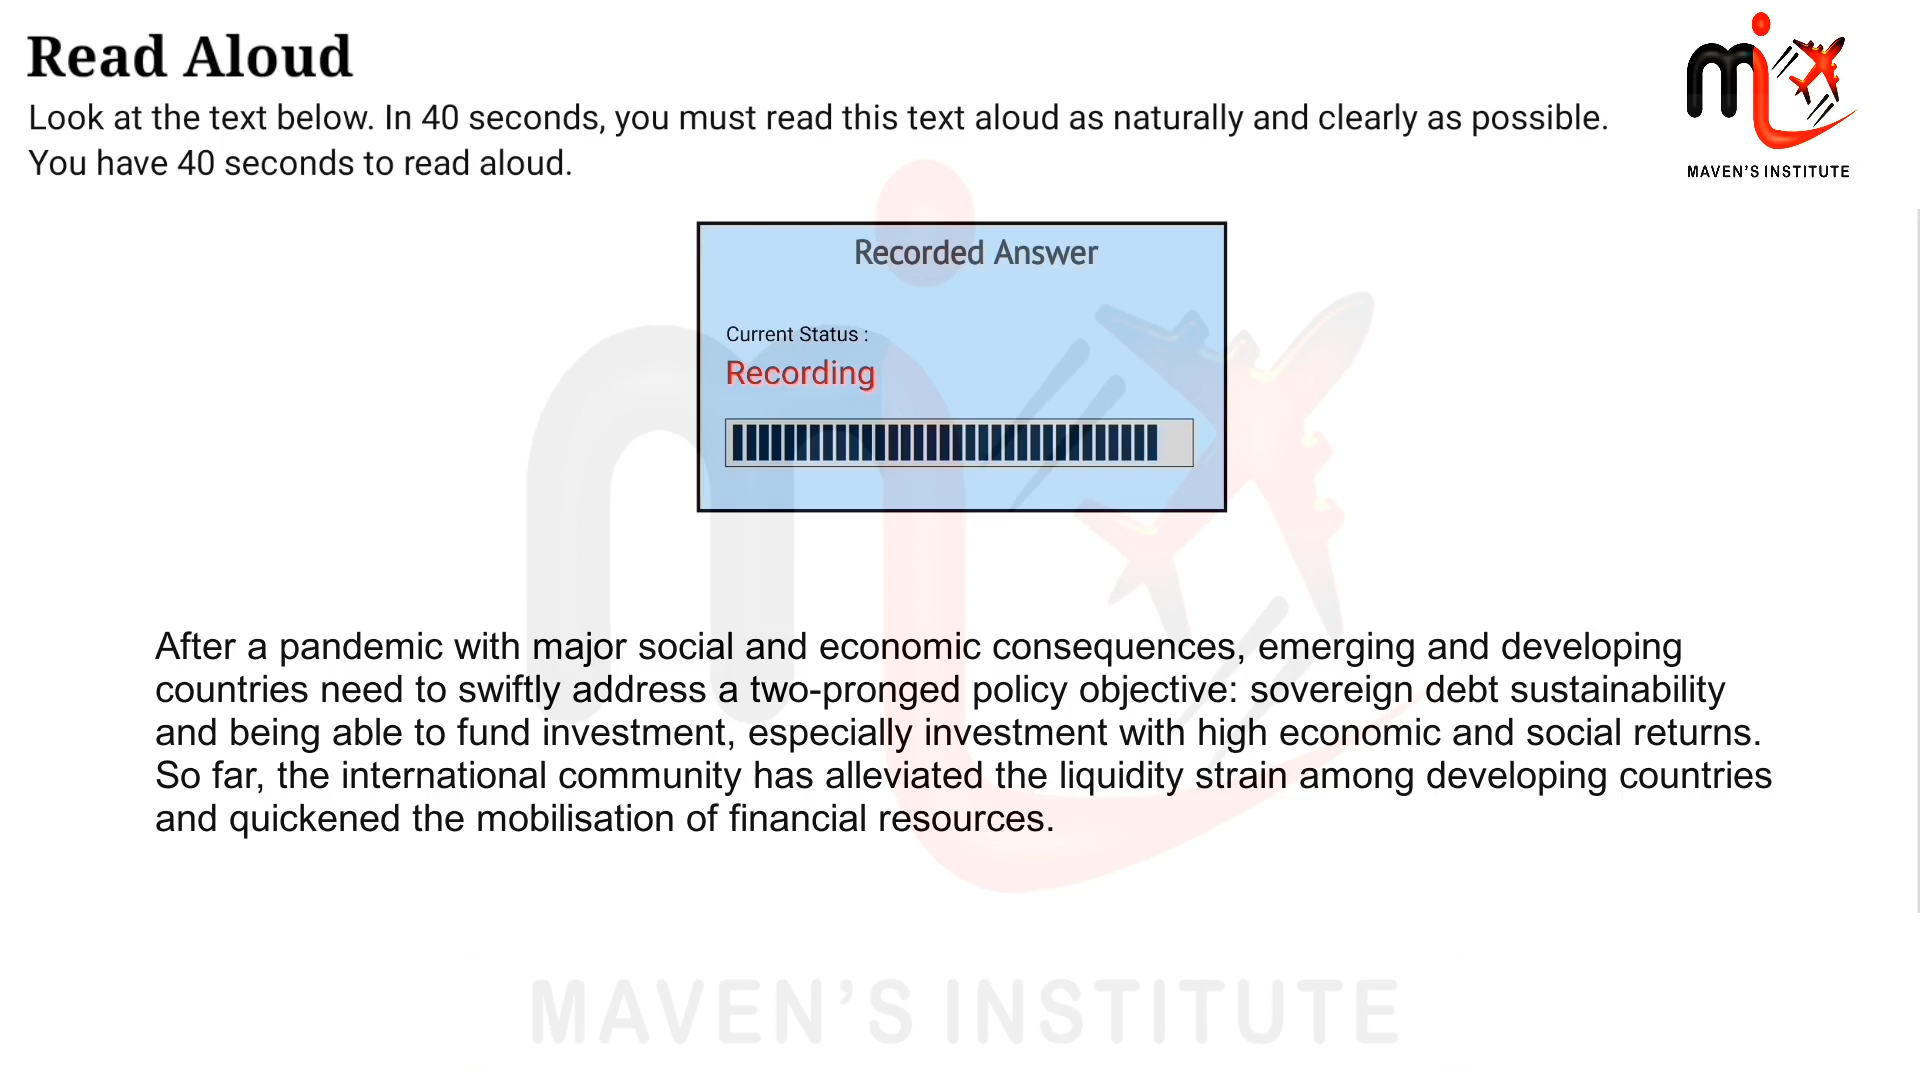 Read Aloud
Look at the text below. In 40 seconds, you must read this text aloud as naturally and clearly as possible.
You have 40 seconds to read aloud.
MAVEN'S INSTITUTE
Recorded Answer
Current Status :
Recording
After a pandemic with major social and economic consequences, emerging and developing
countries need to swiftly address a two-pronged policy objective: sovereign debt sustainability
and being able to fund investment, especially investment with high economic and social returns.
So far, the international community has alleviated the liquidity strain among developing countries
and quickened the mobilisation of financial resources.
MAVEN'S INSTITUTE